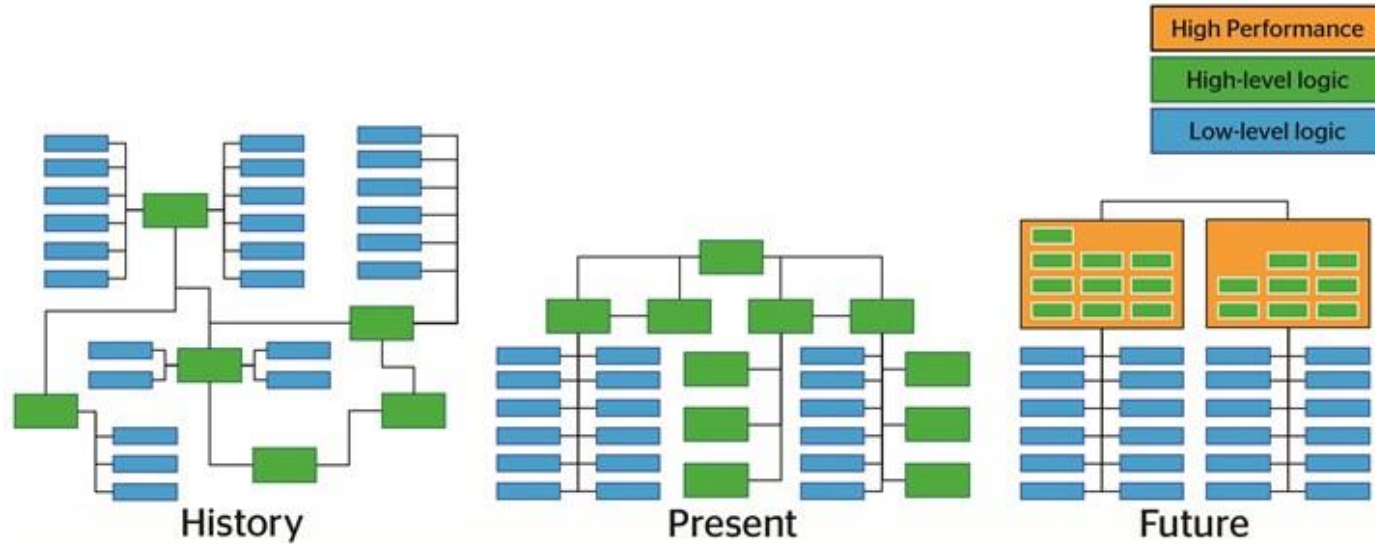 High Performance
High-level logic
Low-level logic
History
Present
Future